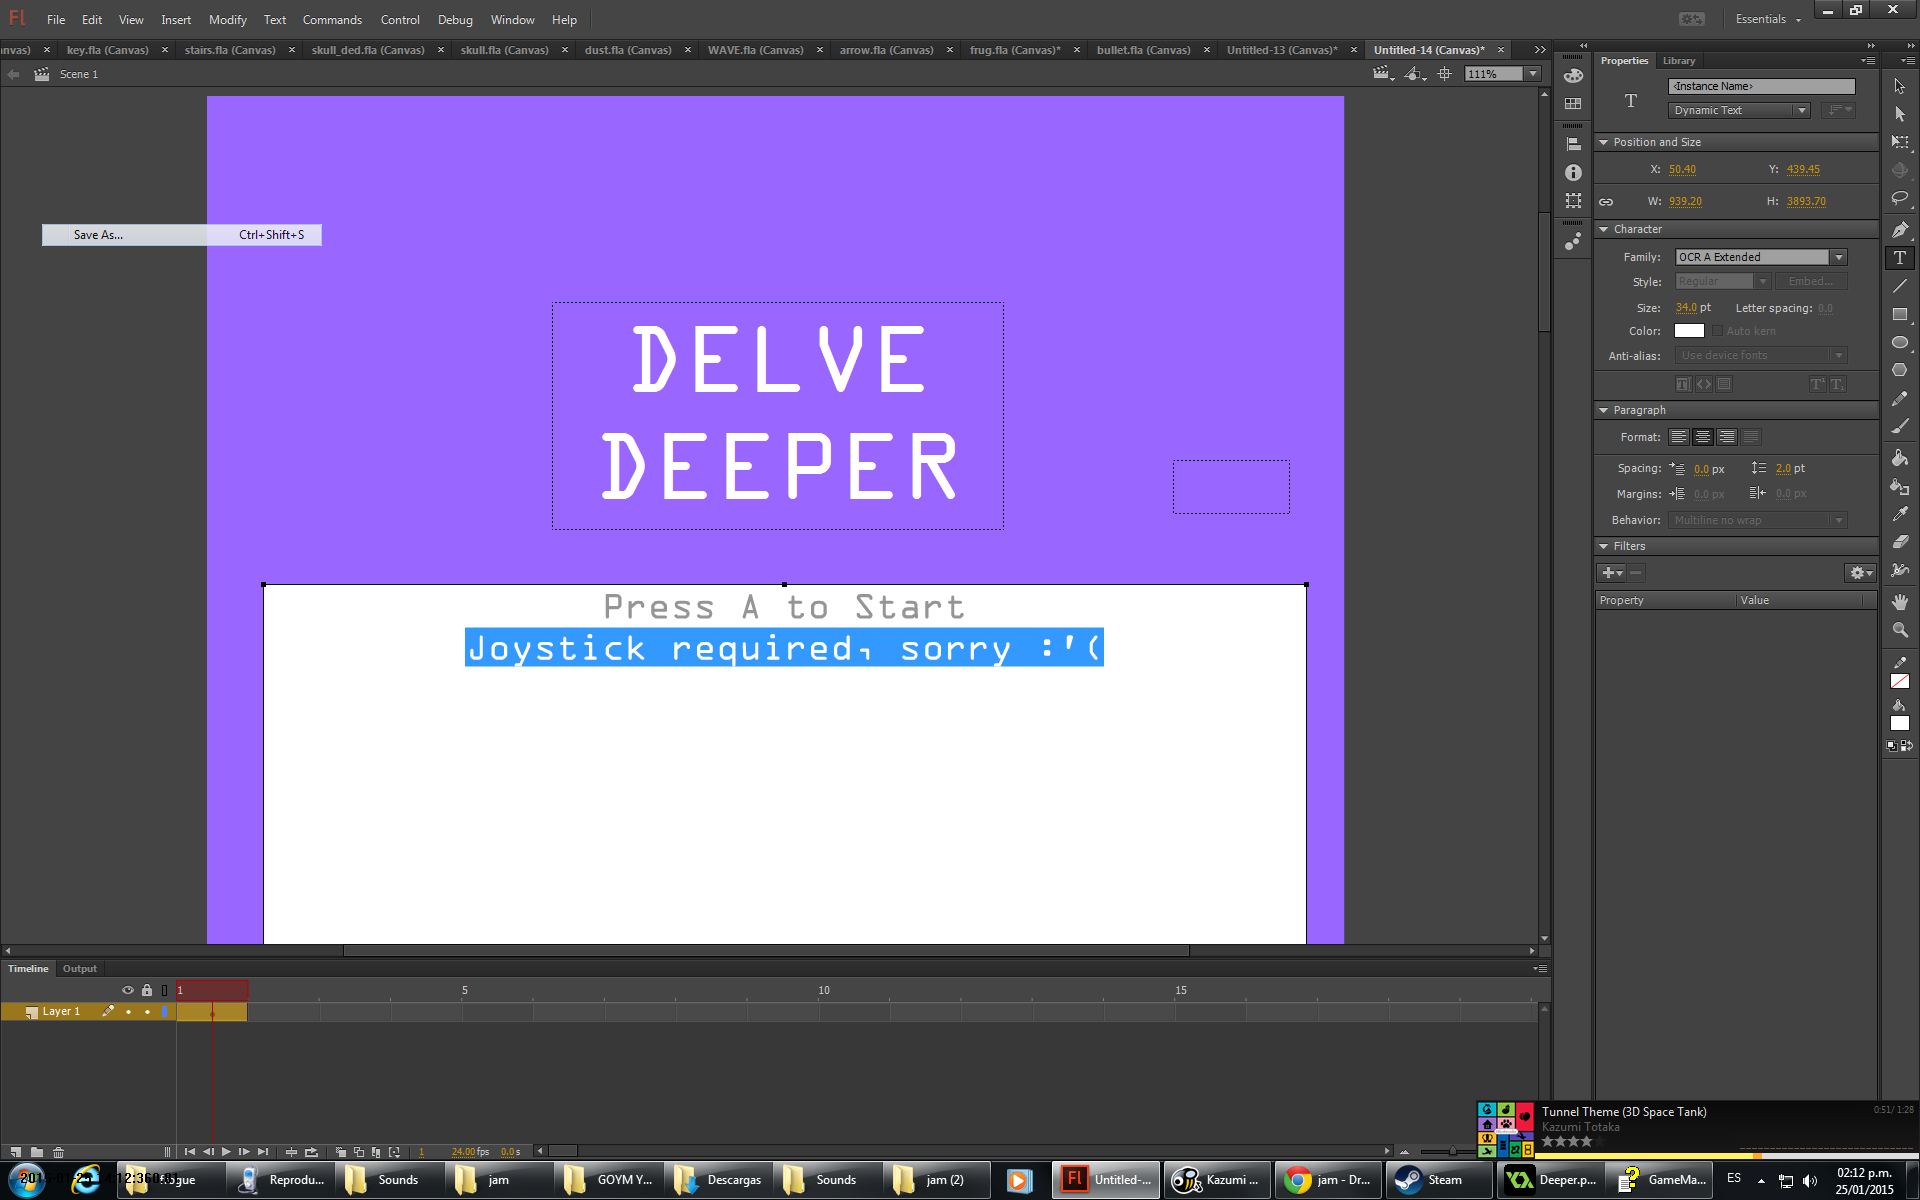 Fl File Edit View Insert Modify Text Commands Control Debug Window Help Essentials
nvas) × key.fla (Canvas) × stairs.fla (Canvas) × skull_ded.fla (Canvas) × skull.fla (Canvas) × dust.fla (Canvas) × WAVE.fla (Canvas) × arrow.fla (Canvas) × frug.fla (Canvas)* × bullet.fla (Canvas) × Untitled-13 (Canvas)* × Untitled-14 (Canvas)* ×
Scene 1 111%
Save As... Ctrl+Shift+S
DELVE
DEEPER
Press A to Start
Joystick required, sorry :'(
Properties Library
<Instance Name>
Dynamic Text
Position and Size
X: 50.40 Y: 439.45
W: 939.20 H: 3893.70
Character
Family: OCR A Extended
Style: Regular Embed...
Size: 34.0 pt Letter spacing: 0.0
Color: Auto kern
Anti-alias: Use device fonts
Paragraph
Format:
Spacing: 0.0 px 2.0 pt
Margins: 0.0 px 0.0 px
Behavior: Multiline no wrap
Filters
Property Value
Timeline Output
1 5 10 15
Layer 1
1 24.00 fps 0.0 s
Tunnel Theme (3D Space Tank) 0:51/ 1:28
Kazumi Totaka
Reprodu... Sounds jam GOYM Y... Descargas Sounds jam (2) Untitled-... Kazumi ... jam - Dr... Steam Deeper.p... GameMa... ES
02:12 p.m.
25/01/2015